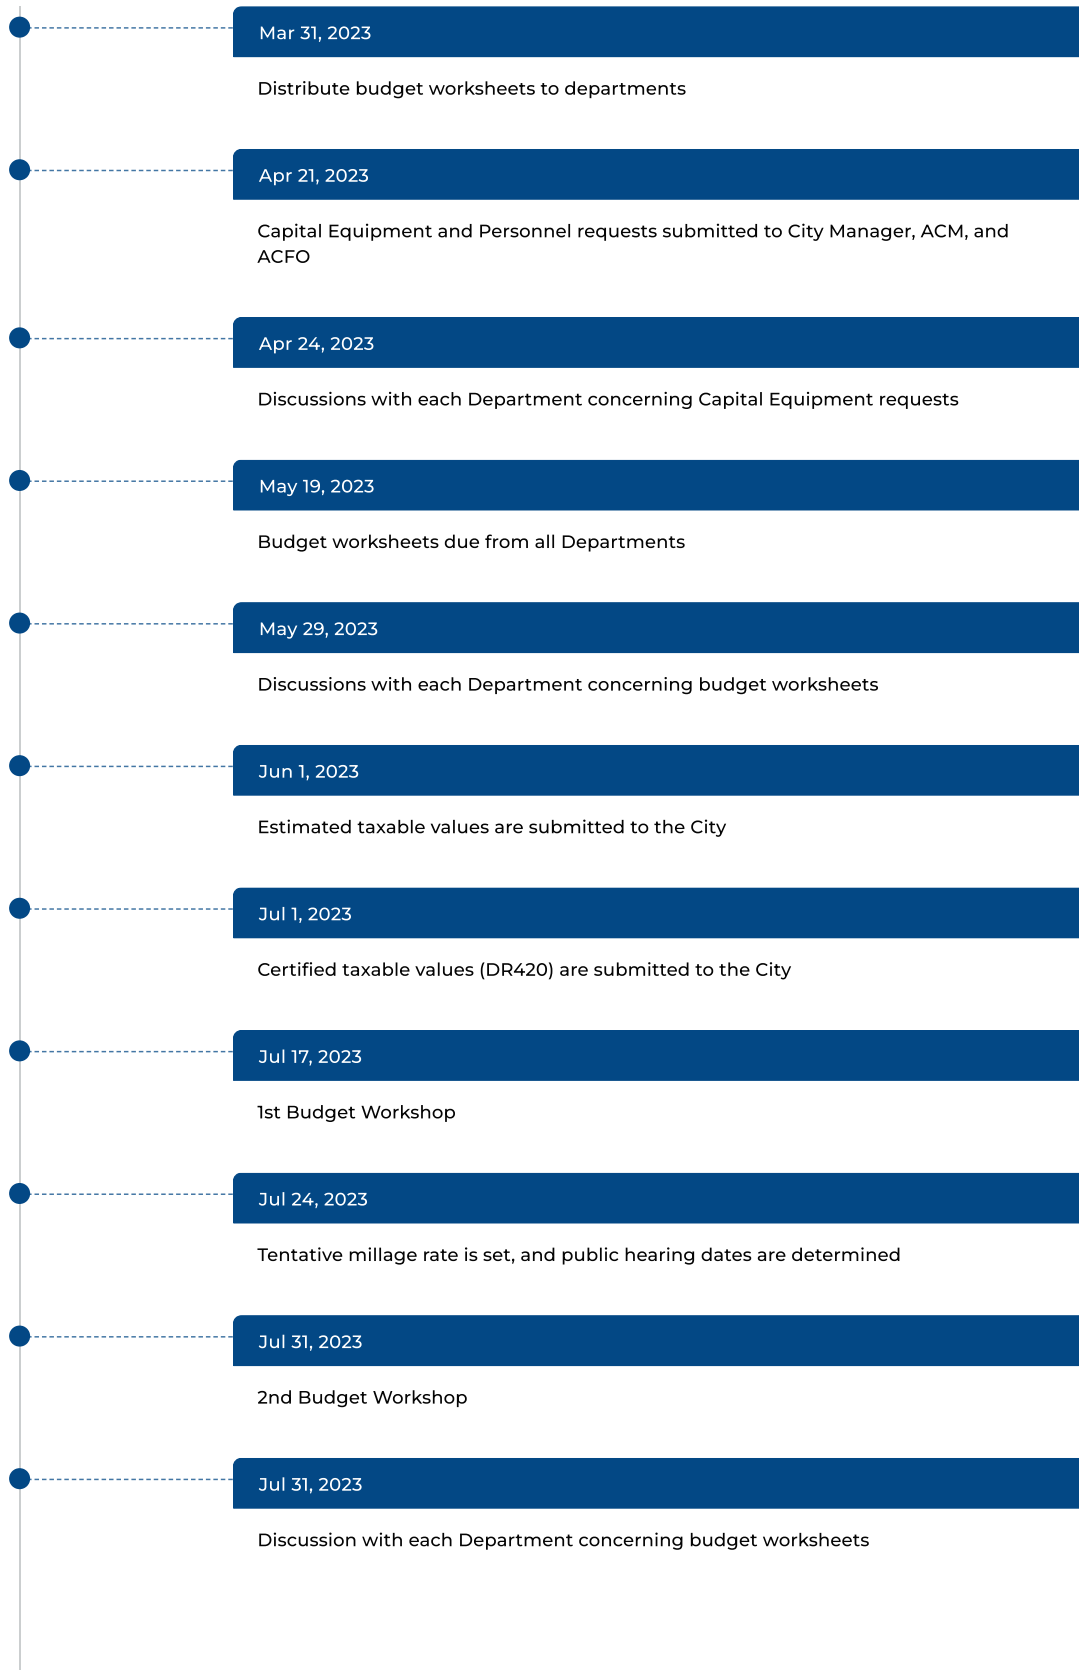 Mar 31, 2023
Distribute budget worksheets to departments
Apr 21, 2023
Capital Equipment and Personnel requests submitted to City Manager, ACM, and
ACFO
Apr 24, 2023
Discussions with each Department concerning Capital Equipment requests
May 19, 2023
Budget worksheets due from all Departments
May 29, 2023
Discussions with each Department concerning budget worksheets
Jun 1, 2023
Estimated taxable values are submitted to the City
Jul 1, 2023
Certified taxable values (DR420) are submitted to the City
Jul 17, 2023
1st Budget Workshop
Jul 24, 2023
Tentative millage rate is set, and public hearing dates are determined
Jul 31, 2023
2nd Budget Workshop
Jul 31, 2023
Discussion with each Department concerning budget worksheets